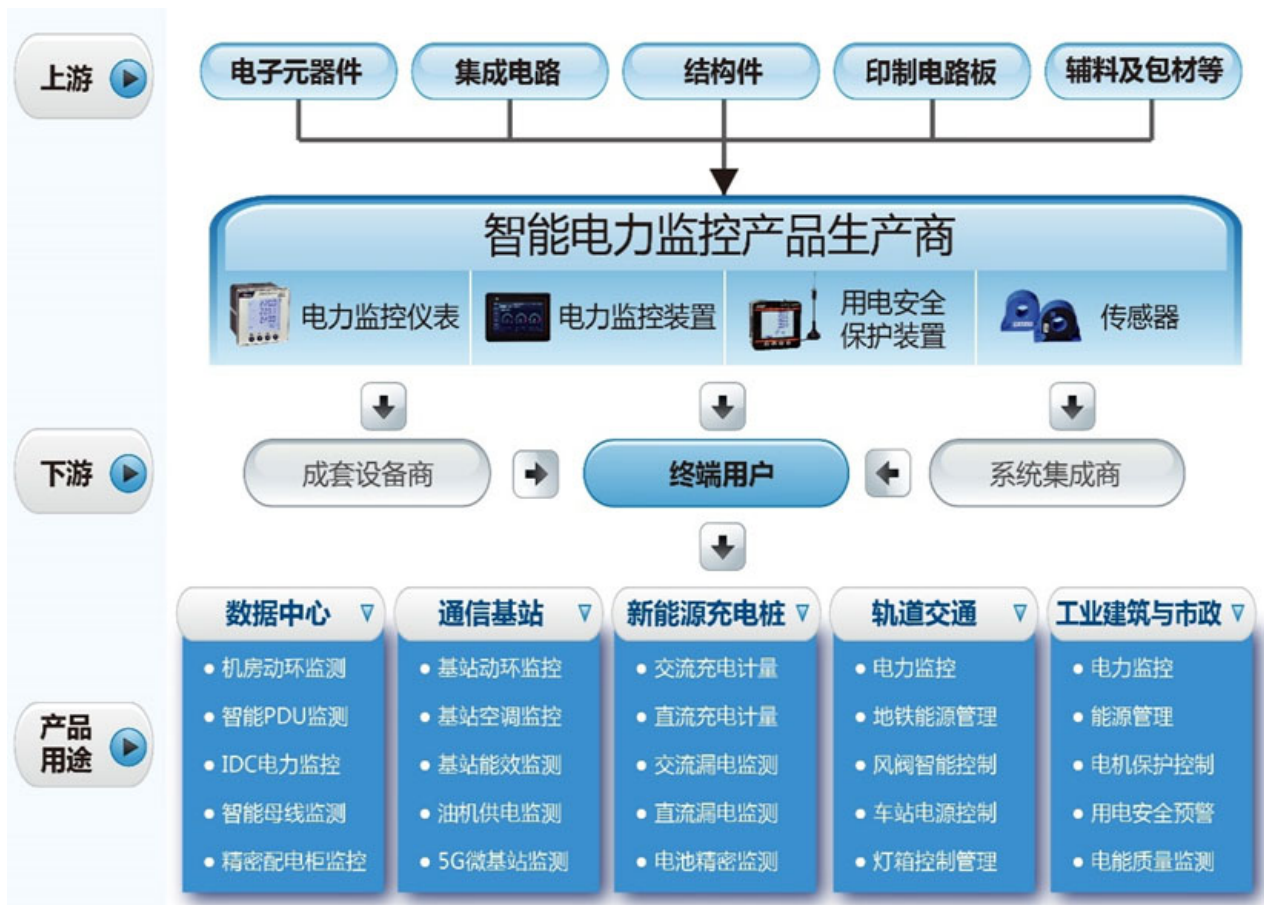 上游
电子元器件
集成电路
结构件
印制电路板
辅料及包材等
智能电力监控产品生产商
电力监控仪表
电力监控装置
用电安全
保护装置
传感器
下游
成套设备商
终端用户
系统集成商
产品
用途
数据中心
机房动环监测
智能PDU监测
IDC电力监控
智能母线监测
精密配电柜监控
通信基站
基站动环监控
基站空调监控
基站能效监测
油机供电监测
5G微基站监测
新能源充电桩
交流充电计量
直流充电计量
交流漏电监测
直流漏电监测
电池精密监测
轨道交通
电力监控
地铁能源管理
风阀智能控制
车站电源控制
灯箱控制管理
工业建筑与市政
电力监控
能源管理
电机保护控制
用电安全预警
电能质量监测